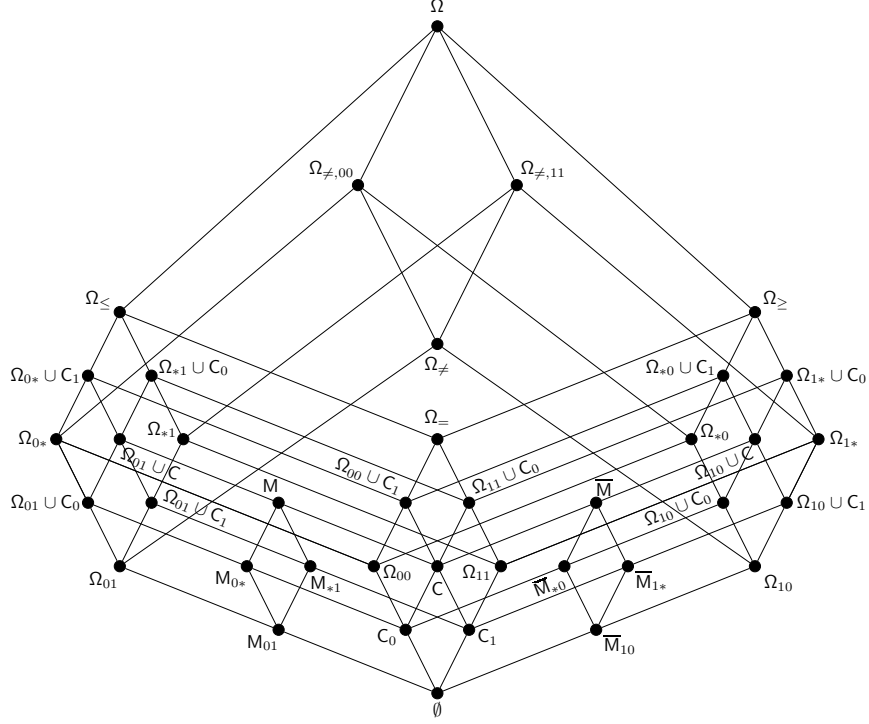 Ω
Ω≠,00
Ω≠,11
Ω≤
Ω≥
Ω≠
Ω0∗ ∪ C1
Ω∗1 ∪ C0
Ω∗0 ∪ C1
Ω1∗ ∪ C0
Ω=
Ω0∗
Ω∗1
Ω∗0
Ω1∗
Ω01 ∪ C
Ω00 ∪ C1
Ω11 ∪ C0
Ω10 ∪ C
M
M̅
Ω01 ∪ C0
Ω01 ∪ C1
Ω10 ∪ C0
Ω10 ∪ C1
Ω01
M0∗
M∗1
Ω00
C
Ω11
M̅∗0
M̅1∗
Ω10
M01
C0
C1
M̅10
∅